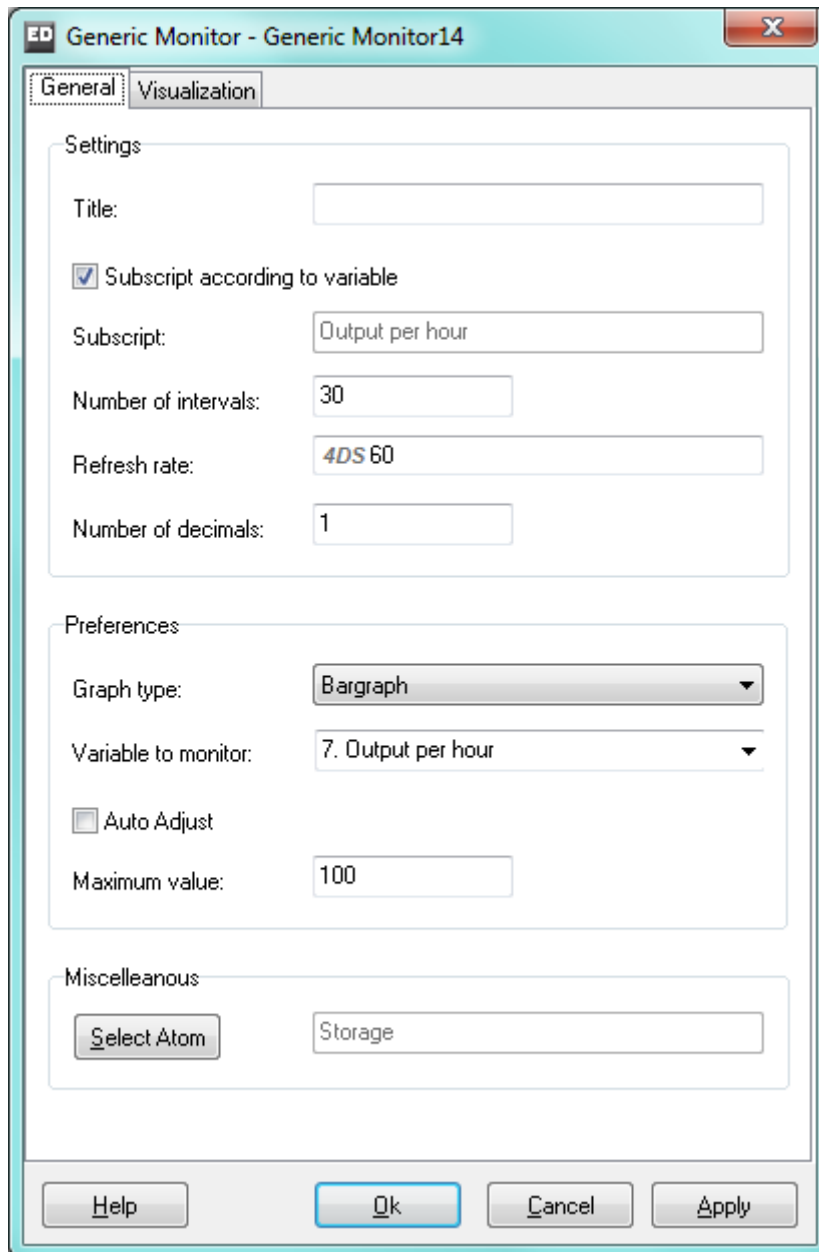 ED Generic Monitor - Generic Monitor14
General Visualization
Settings
Title:
Subscript according to variable
Subscript: Output per hour
Number of intervals: 30
Refresh rate: 4DS 60
Number of decimals: 1
Preferences
Graph type: Bargraph
Variable to monitor: 7. Output per hour
Auto Adjust
Maximum value: 100
Miscelleanous
Select Atom Storage
Help Ok Cancel Apply